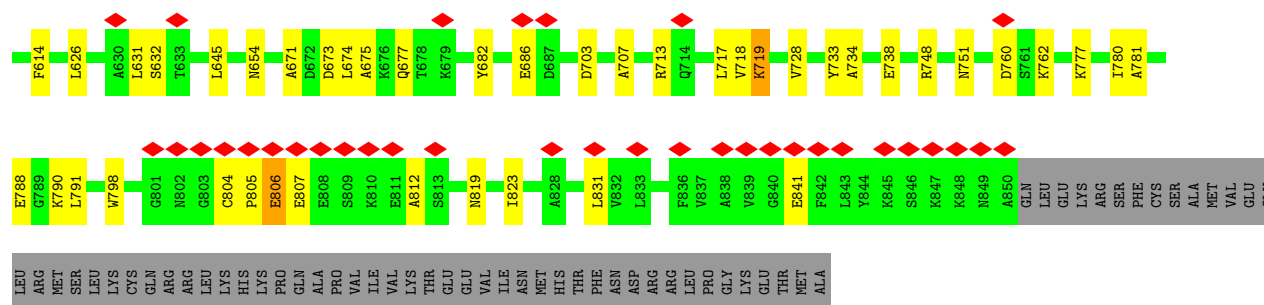 F614 L626 A630 L631 S632 T633 L645 N654 A671 D672 D673 L674 A675 K676 Q677 T678 K679 Y682 E686 D687 D703 A707 R713 Q714 L717 V718 K719 V728 Y733 A734 E738 R748 N751 D760 S761 K762 K777 I780 A781
E788 G789 K790 L791 W798 G801 N802 G803 C804 P805 E806 E807 E808 S809 K810 E811 A812 S813 N819 I823 A828 L831 V832 L833 F836 V837 A838 V839 G840 E841 F842 L843 Y844 K845 S846 K847 K848 N849 A850 GLN LEU GLU LYS ARG SER PHE CYS SER ALA MET VAL GLU
LEU ARG MET SER LEU LYS CYS GLN ARG ARG LEU LYS HIS LYS PRO GLN ALA PRO VAL ILE VAL LYS THR GLU GLU VAL ILE ASN MET HIS THR PHE ASN ASP ARG ARG LEU PRO GLY LYS GLU THR MET ALA